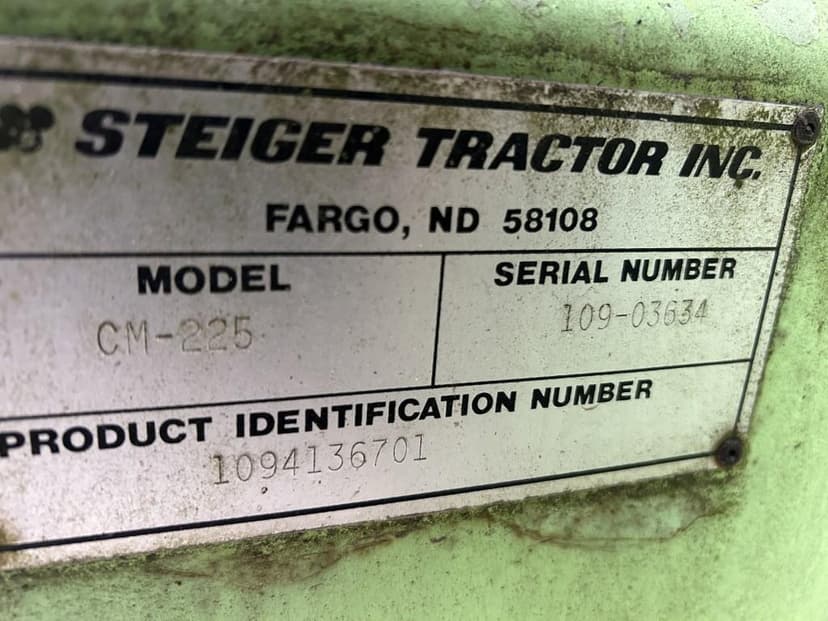 STEIGER TRACTOR INC.
FARGO, ND 58108
MODEL
CM-225
SERIAL NUMBER
109-03634
PRODUCT IDENTIFICATION NUMBER
1094136701